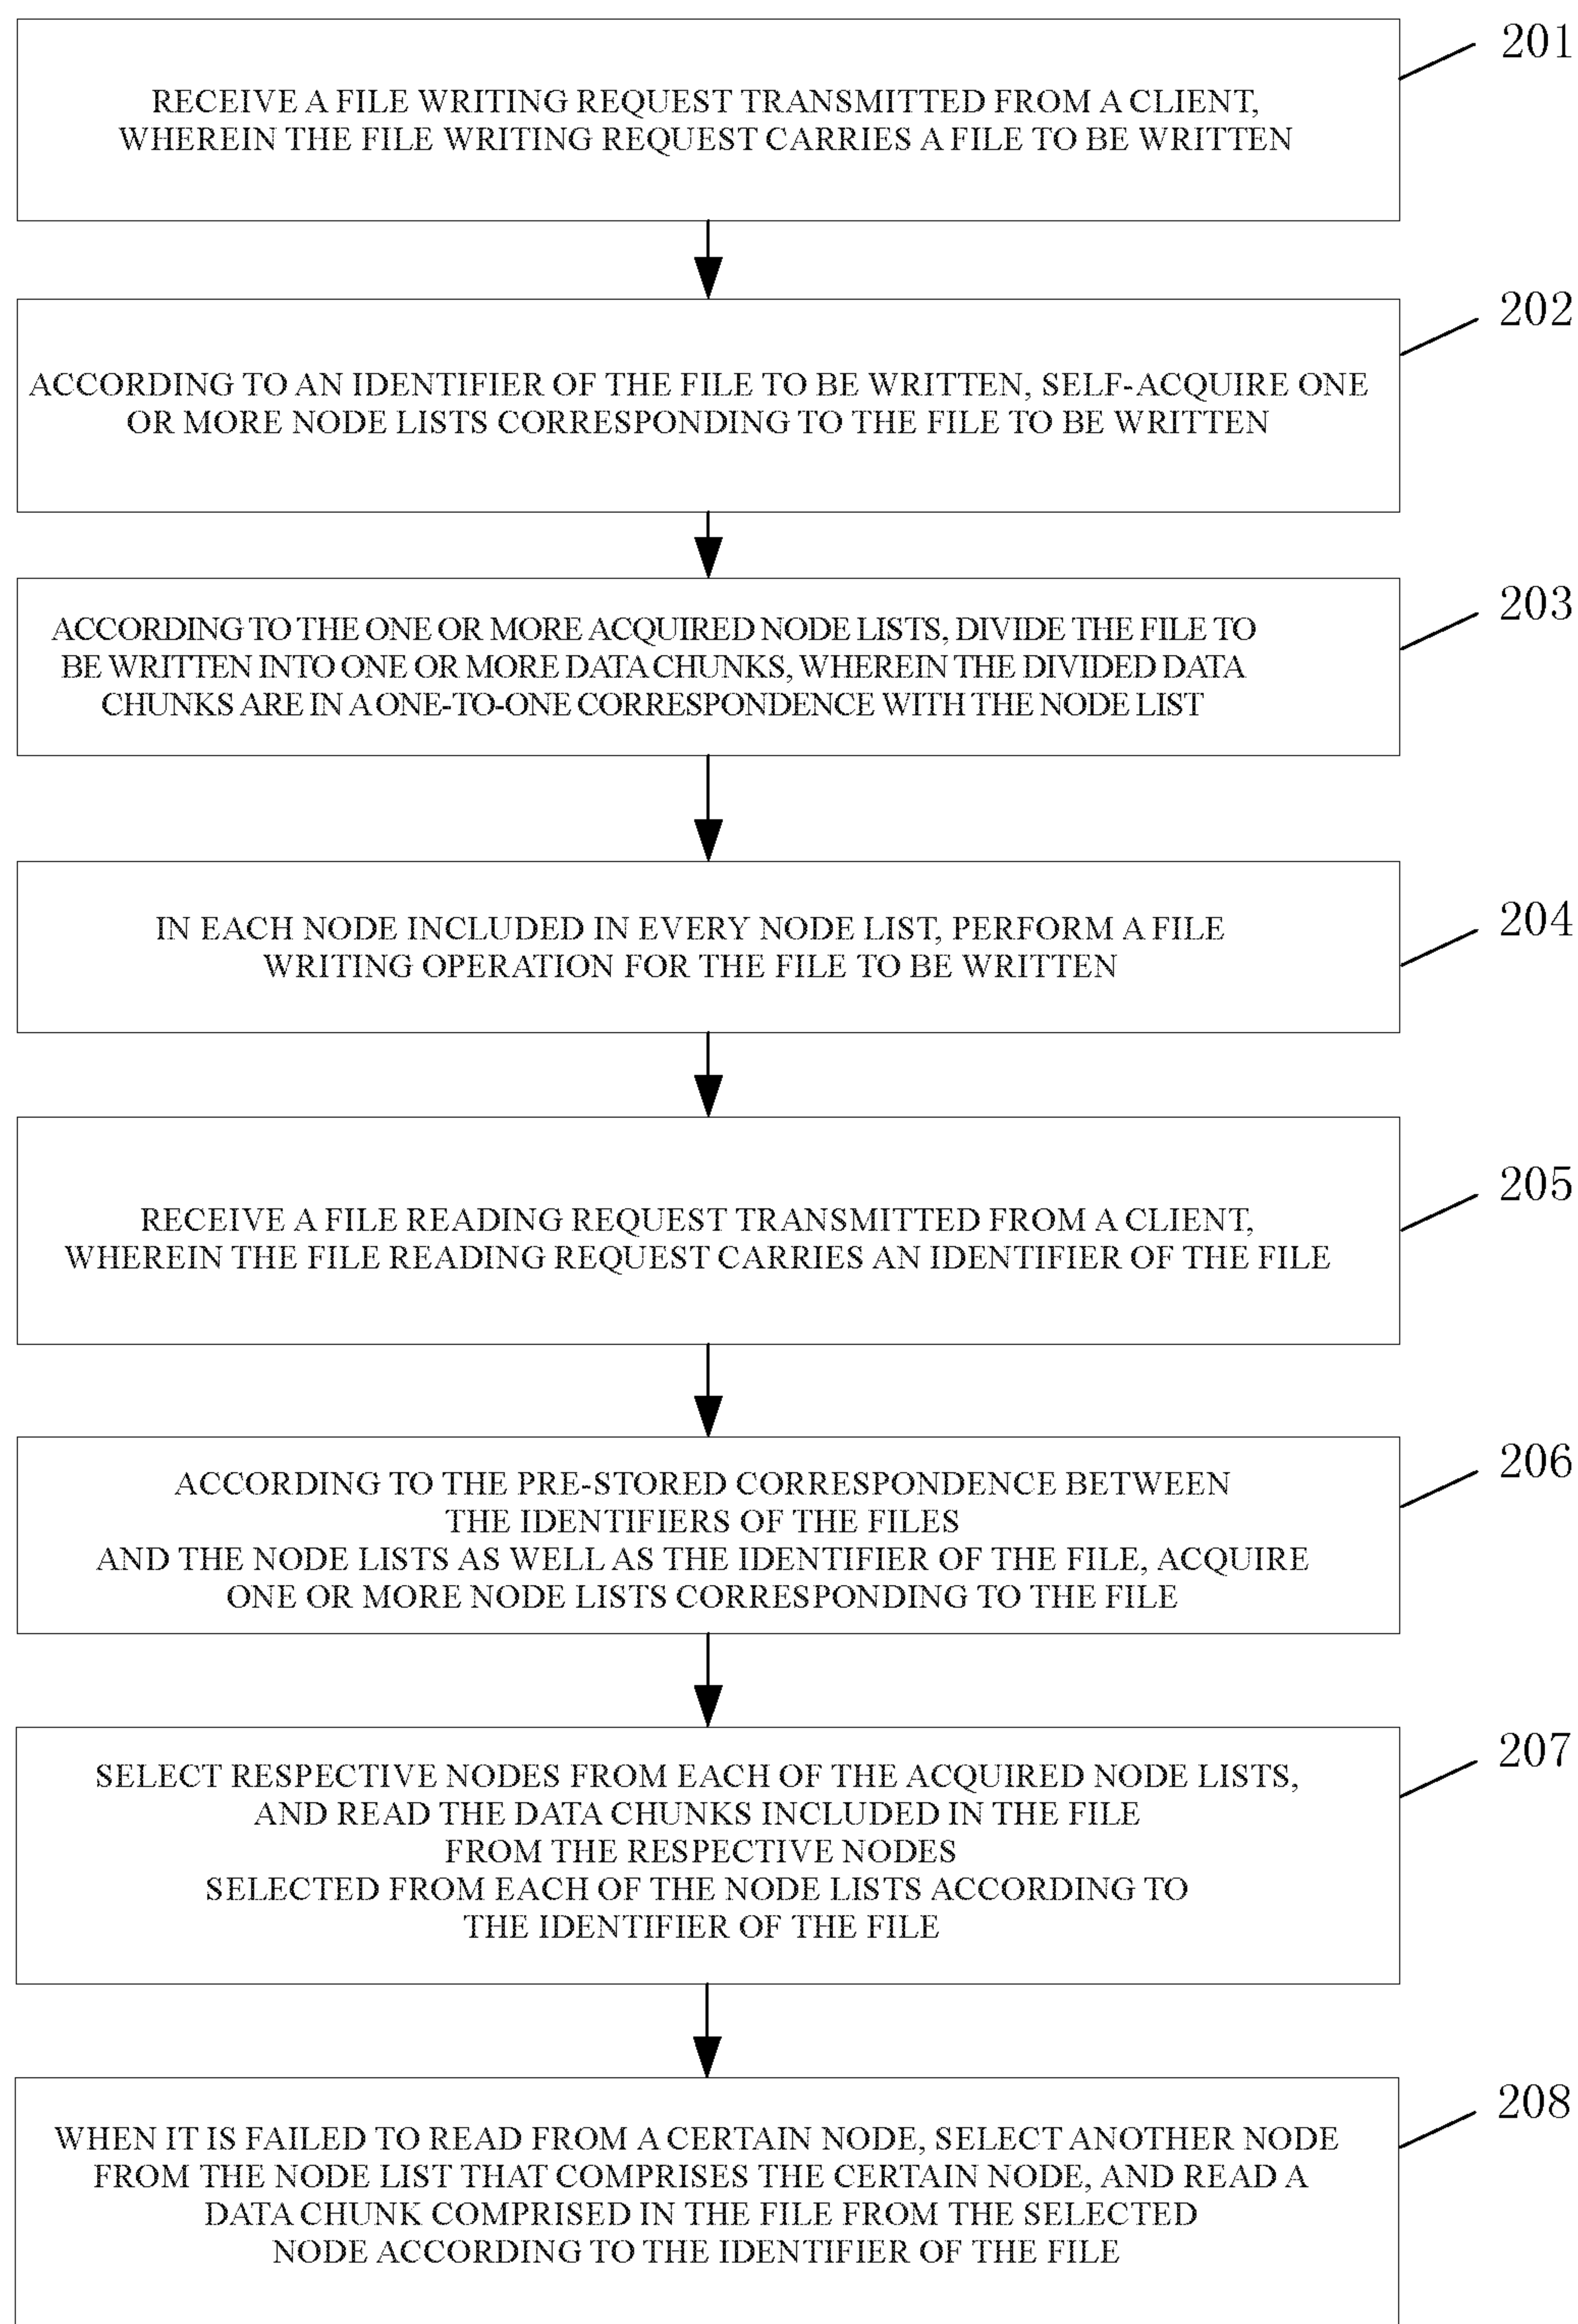 201
RECEIVE A FILE WRITING REQUEST TRANSMITTED FROM A CLIENT,
WHEREIN THE FILE WRITING REQUEST CARRIES A FILE TO BE WRITTEN
202
ACCORDING TO AN IDENTIFIER OF THE FILE TO BE WRITTEN, SELF-ACQUIRE ONE
OR MORE NODE LISTS CORRESPONDING TO THE FILE TO BE WRITTEN
203
ACCORDING TO THE ONE OR MORE ACQUIRED NODE LISTS, DIVIDE THE FILE TO
BE WRITTEN INTO ONE OR MORE DATA CHUNKS, WHEREIN THE DIVIDED DATA
CHUNKS ARE IN A ONE-TO-ONE CORRESPONDENCE WITH THE NODE LIST
204
IN EACH NODE INCLUDED IN EVERY NODE LIST, PERFORM A FILE
WRITING OPERATION FOR THE FILE TO BE WRITTEN
205
RECEIVE A FILE READING REQUEST TRANSMITTED FROM A CLIENT,
WHEREIN THE FILE READING REQUEST CARRIES AN IDENTIFIER OF THE FILE
206
ACCORDING TO THE PRE-STORED CORRESPONDENCE BETWEEN
THE IDENTIFIERS OF THE FILES
AND THE NODE LISTS AS WELL AS THE IDENTIFIER OF THE FILE, ACQUIRE
ONE OR MORE NODE LISTS CORRESPONDING TO THE FILE
207
SELECT RESPECTIVE NODES FROM EACH OF THE ACQUIRED NODE LISTS,
AND READ THE DATA CHUNKS INCLUDED IN THE FILE
FROM THE RESPECTIVE NODES
SELECTED FROM EACH OF THE NODE LISTS ACCORDING TO
THE IDENTIFIER OF THE FILE
208
WHEN IT IS FAILED TO READ FROM A CERTAIN NODE, SELECT ANOTHER NODE
FROM THE NODE LIST THAT COMPRISES THE CERTAIN NODE, AND READ A
DATA CHUNK COMPRISED IN THE FILE FROM THE SELECTED
NODE ACCORDING TO THE IDENTIFIER OF THE FILE